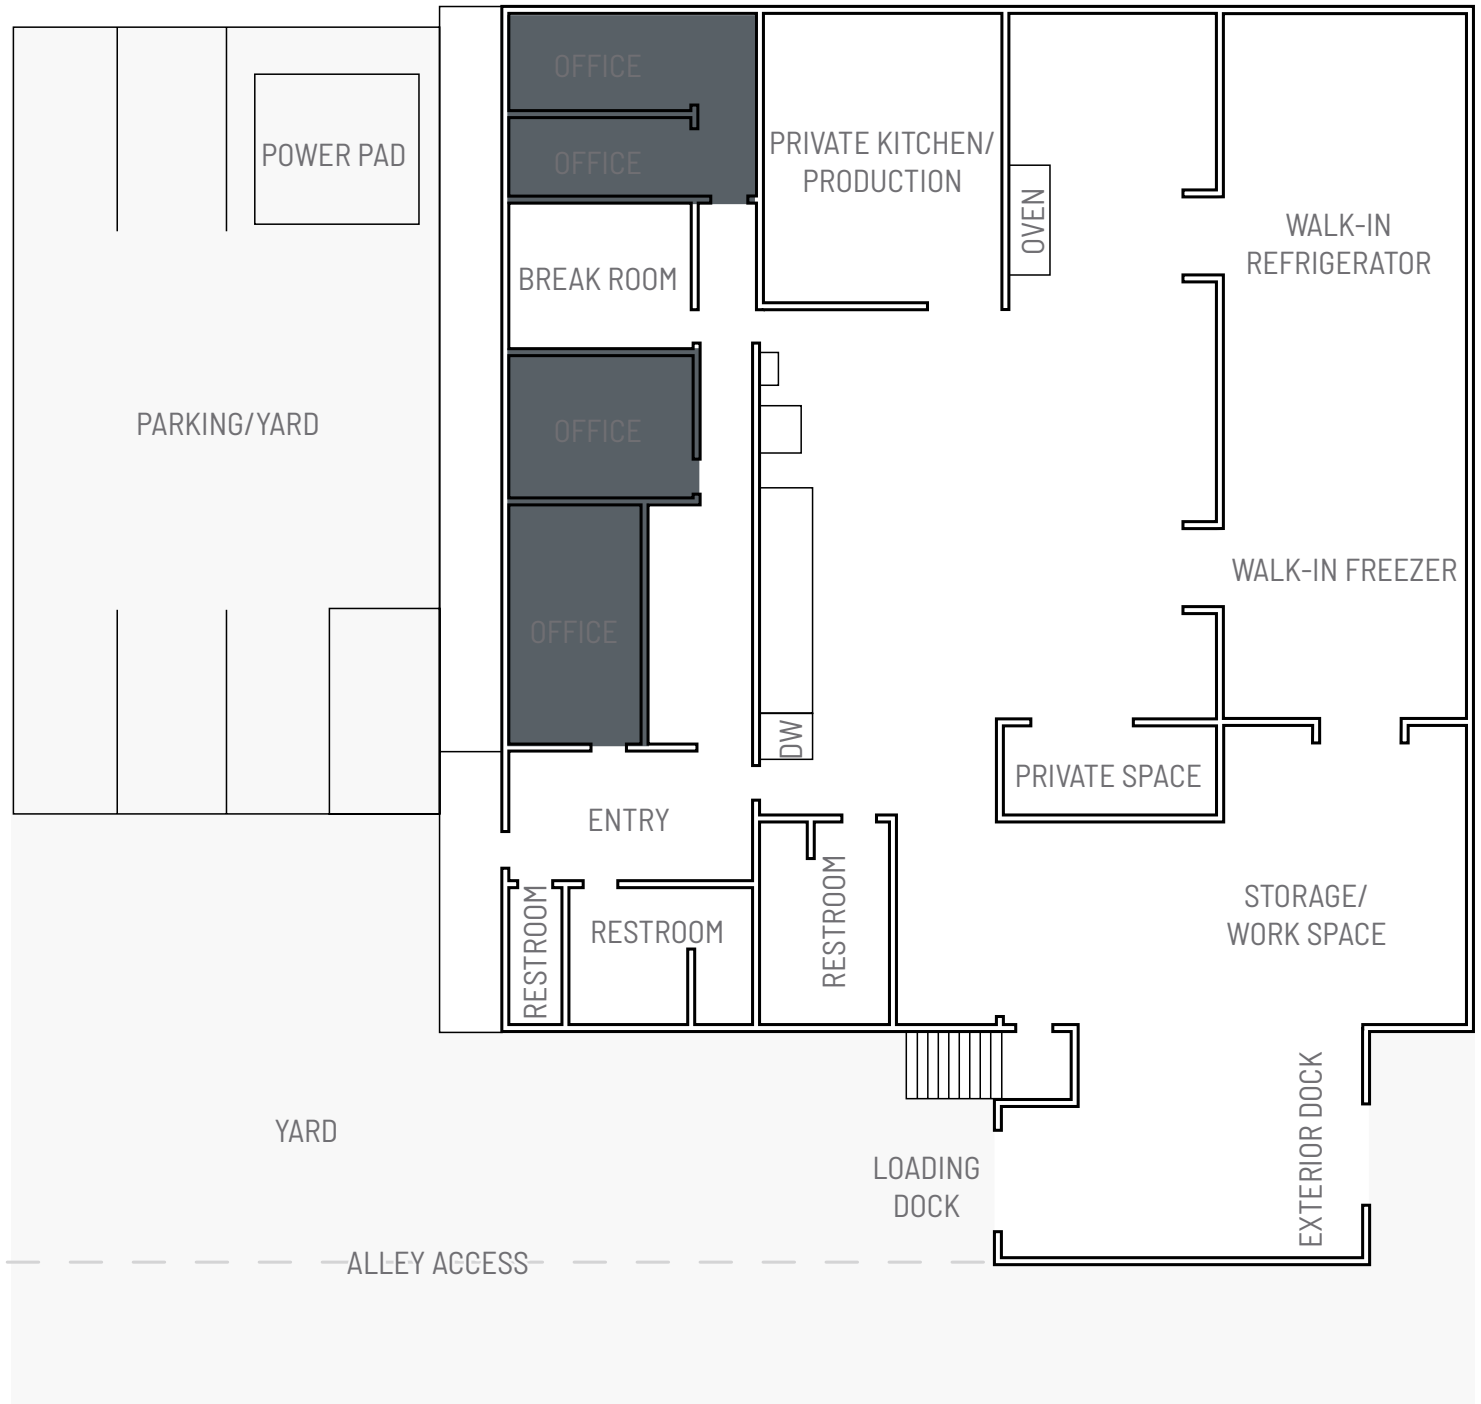 OFFICE
POWER PAD
OFFICE
PRIVATE KITCHEN/
PRODUCTION
OVEN
WALK-IN
REFRIGERATOR
BREAK ROOM
PARKING/YARD
OFFICE
WALK-IN FREEZER
OFFICE
DW
PRIVATE SPACE
ENTRY
RESTROOM
RESTROOM
RESTROOM
STORAGE/
WORK SPACE
YARD
LOADING
DOCK
EXTERIOR DOCK
ALLEY ACCESS